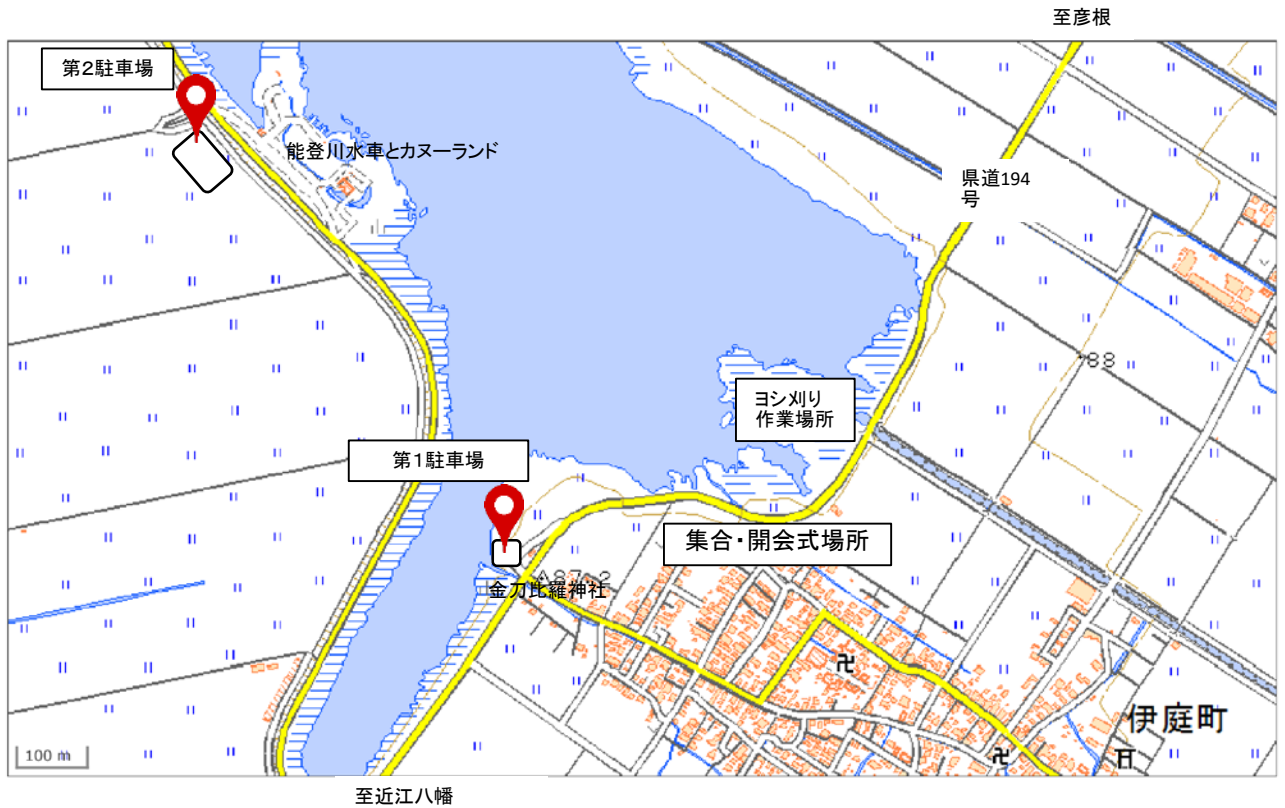 至彦根
第2駐車場
能登川水車とカヌーランド
県道194
号
88
ヨシ刈り
作業場所
第1駐車場
集合・開会式場所
金刀比羅神社
伊庭町
100 m
至近江八幡